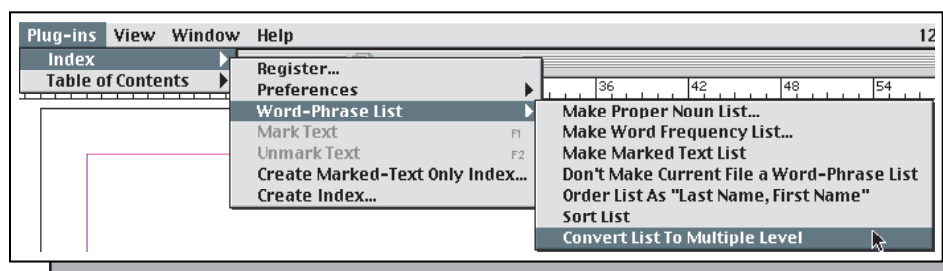 Plug-ins View Window Help 12
Index
Table of Contents
Register...
Preferences
Word-Phrase List
Mark Text F1
Unmark Text F2
Create Marked-Text Only Index...
Create Index...
36 42 48 54
Make Proper Noun List...
Make Word Frequency List...
Make Marked Text List
Don't Make Current File a Word-Phrase List
Order List As "Last Name, First Name"
Sort List
Convert List To Multiple Level